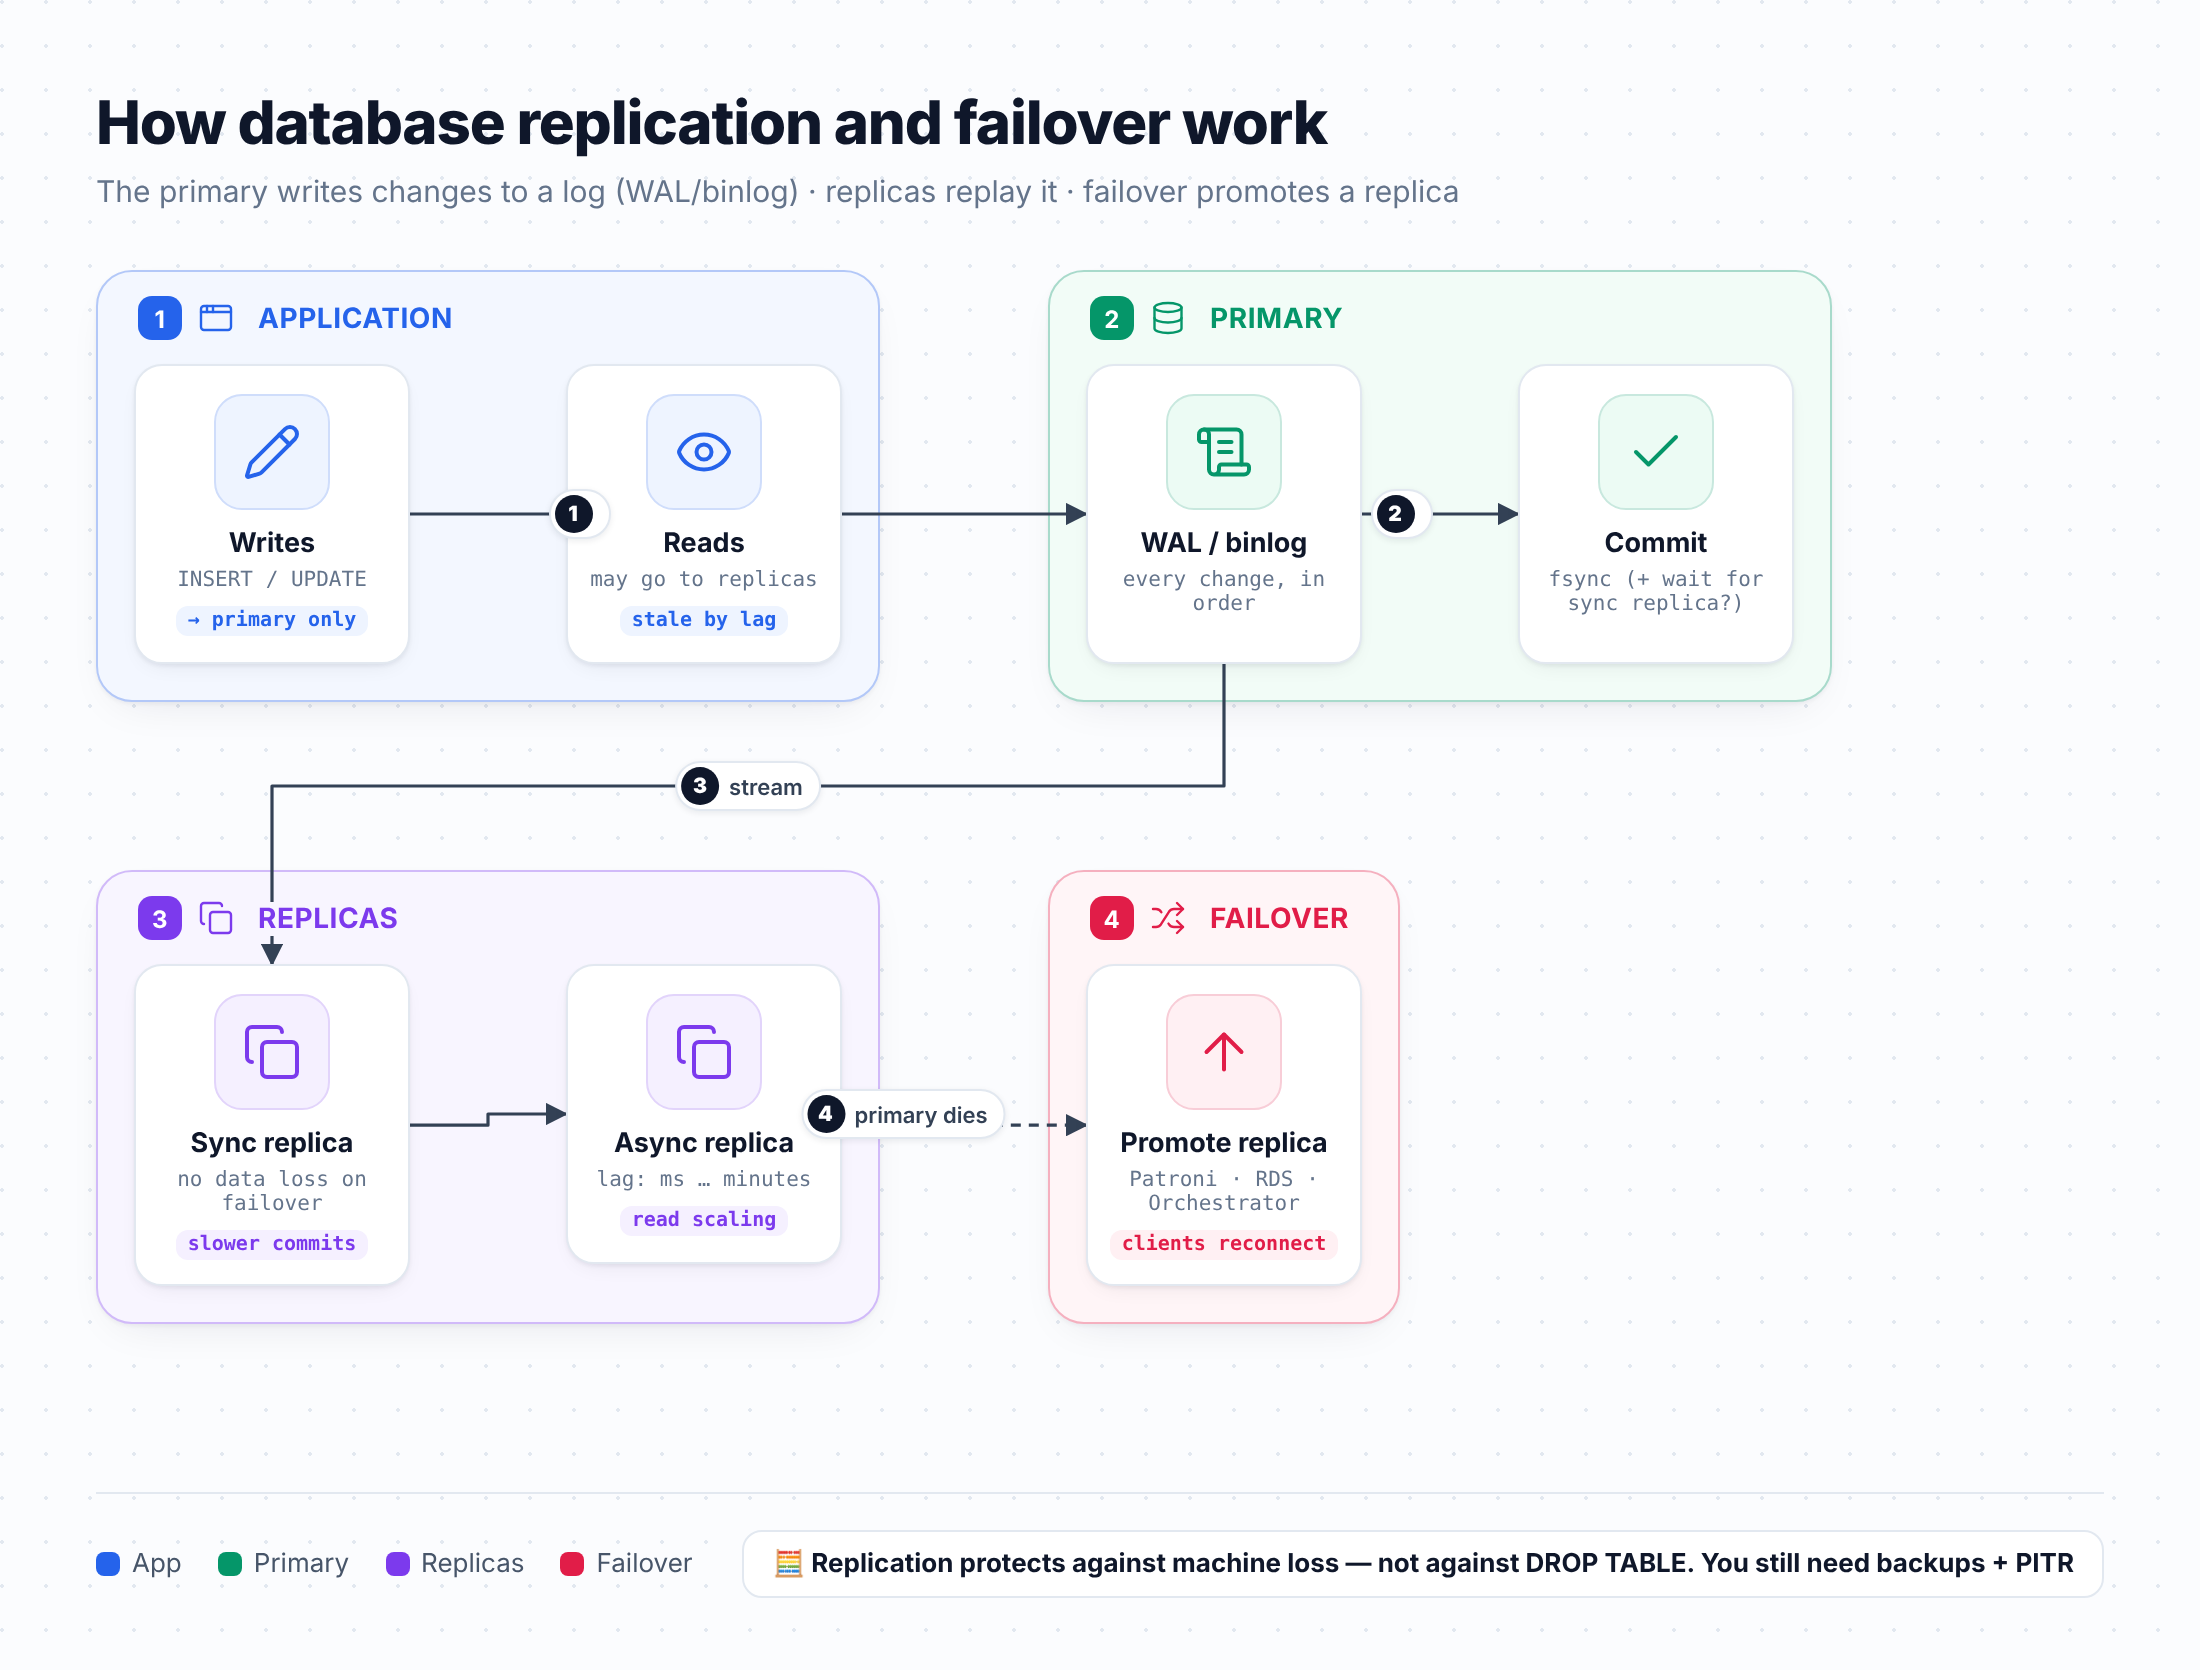 How database replication and failover work
The primary writes changes to a log (WAL/binlog) · replicas replay it · failover promotes a replica
1 APPLICATION
Writes
INSERT / UPDATE
→ primary only
1
Reads
may go to replicas
stale by lag
2 PRIMARY
WAL / binlog
every change, in
order
2
Commit
fsync (+ wait for
sync replica?)
3 stream
3 REPLICAS
Sync replica
no data loss on
failover
slower commits
Async replica
lag: ms … minutes
read scaling
4 primary dies
4 FAILOVER
Promote replica
Patroni · RDS ·
Orchestrator
clients reconnect
App
Primary
Replicas
Failover
🧮 Replication protects against machine loss — not against DROP TABLE. You still need backups + PITR